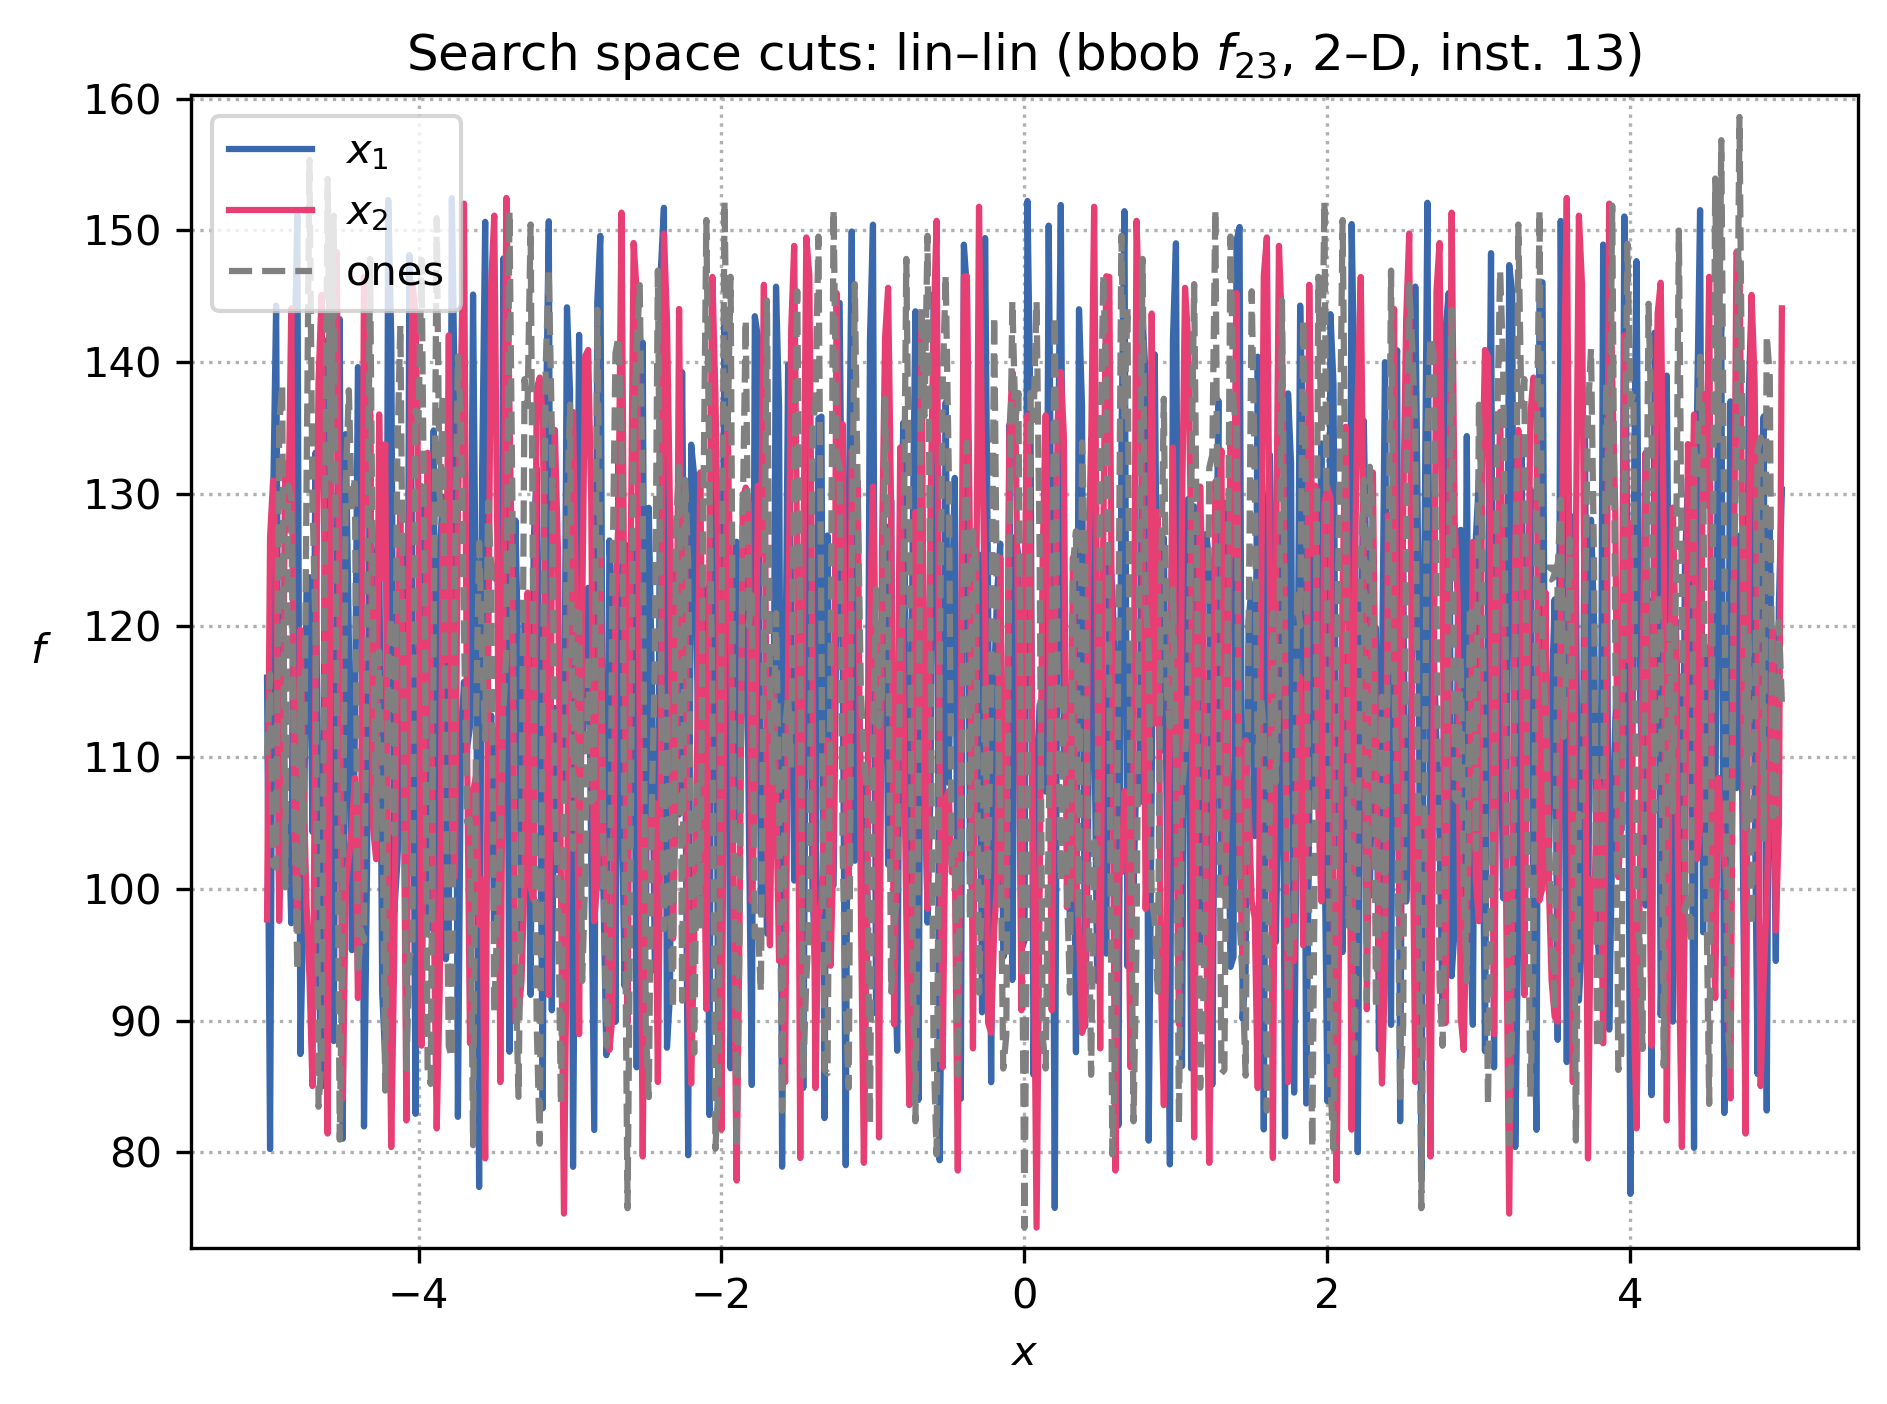 Search space cuts: lin–lin (bbob f₂₃, 2–D, inst. 13)
160
150
140
130
120
110
100
90
80
f
x₁
x₂
ones
−4
−2
0
2
4
x